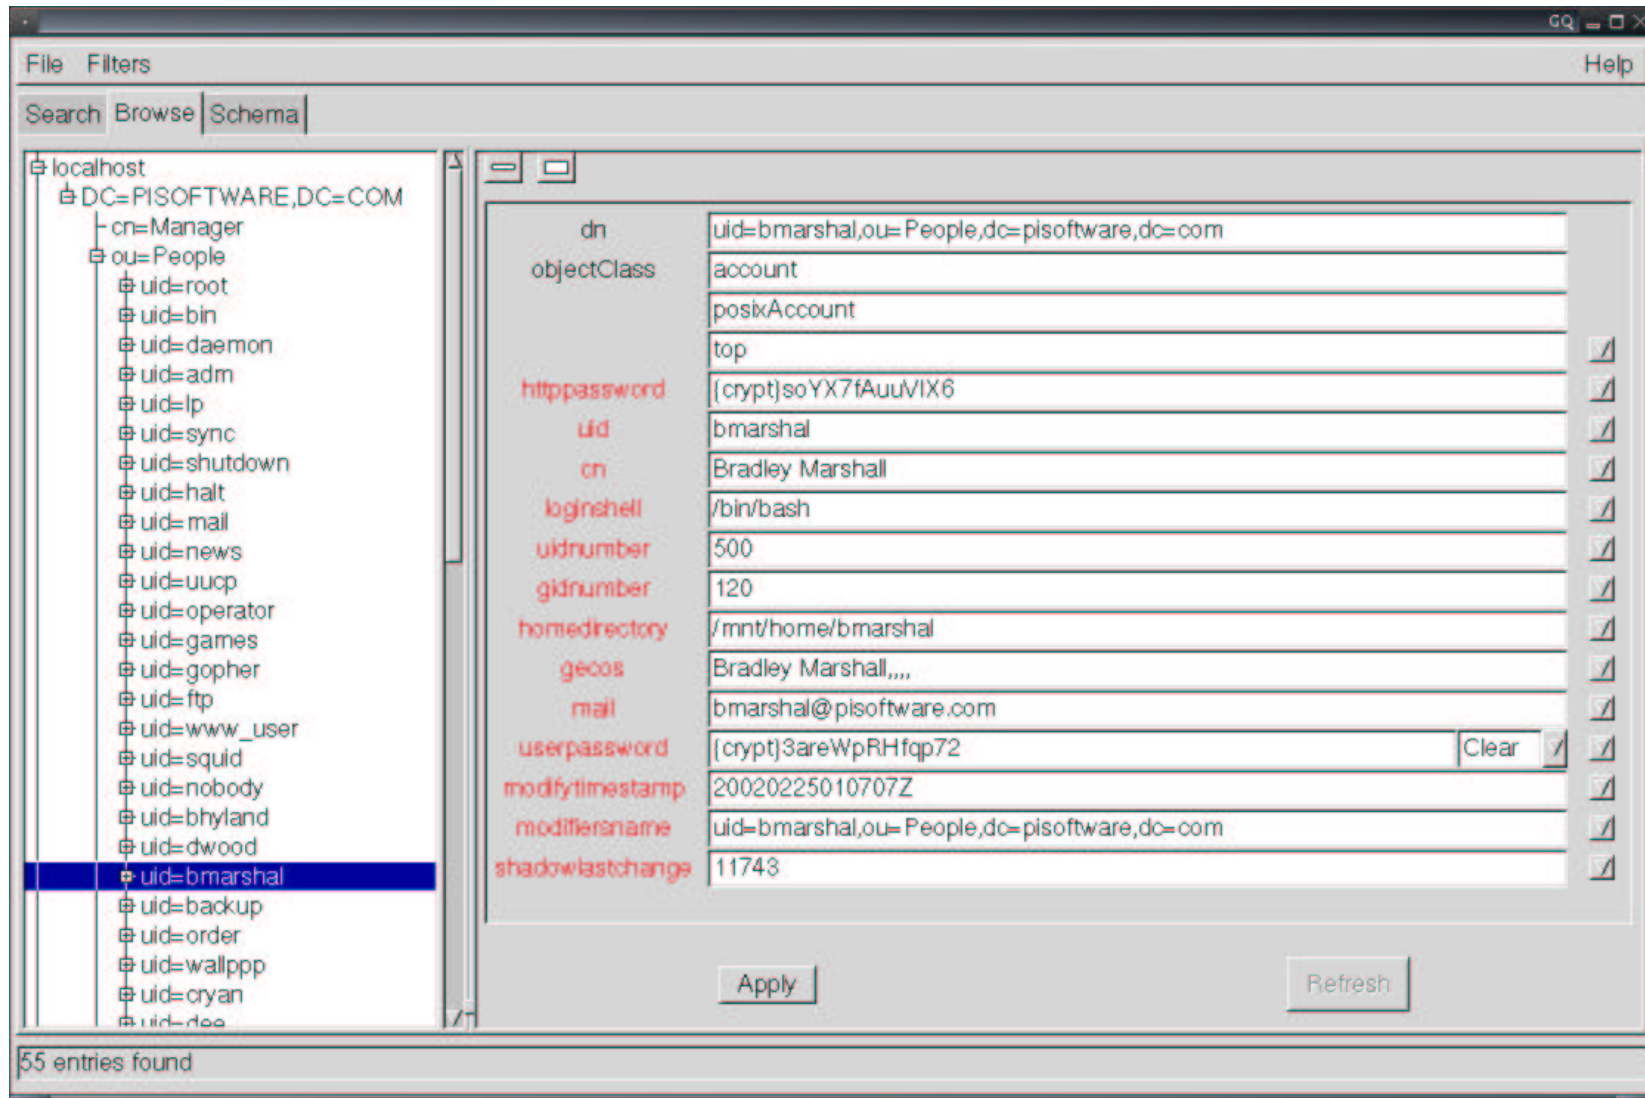 GQ
File Filters Help
Search Browse Schema
localhost
DC=PISOFTWARE,DC=COM
cn=Manager
ou=People
uid=root
uid=bin
uid=daemon
uid=adm
uid=lp
uid=sync
uid=shutdown
uid=halt
uid=mail
uid=news
uid=uucp
uid=operator
uid=games
uid=gopher
uid=ftp
uid=www_user
uid=squid
uid=nobody
uid=bhyland
uid=dwood
uid=bmarshal
uid=backup
uid=order
uid=wallppp
uid=cryan
uid=dee
dn uid=bmarshal,ou=People,dc=pisoftware,dc=com
objectClass account
posixAccount
top
httppassword {crypt}soYX7fAuuVIX6
uid bmarshal
cn Bradley Marshall
loginshell /bin/bash
uidnumber 500
gidnumber 120
homedirectory /mnt/home/bmarshal
gecos Bradley Marshall,,,,
mail bmarshal@pisoftware.com
userpassword {crypt}3areWpRHfqp72 Clear
modifytimestamp 20020225010707Z
modifiersname uid=bmarshal,ou=People,dc=pisoftware,dc=com
shadowlastchange 11743
Apply Refresh
55 entries found